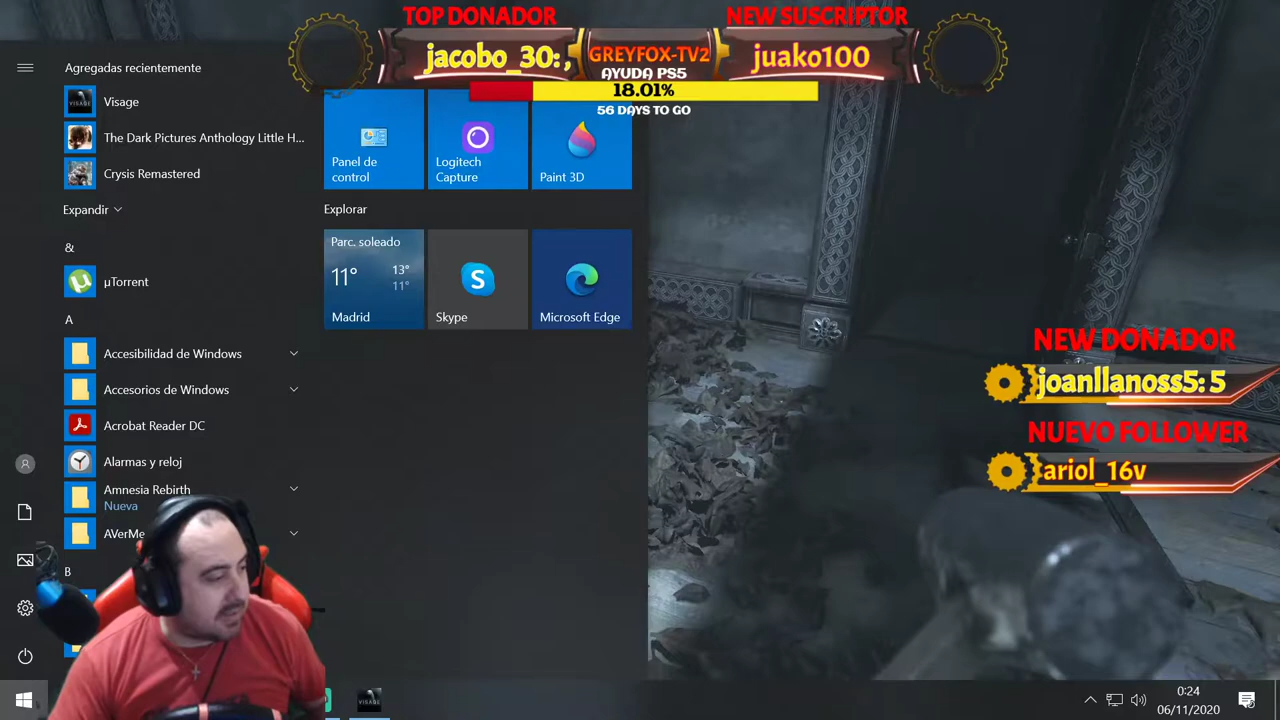 TOP DONADOR
NEW SUSCRIPTOR
jacobo_30: ,
GREYFOX-TV2
juako100
AYUDA PS5
18.01%
56 DAYS TO GO
Agregadas recientemente
Visage
The Dark Pictures Anthology Little H...
Crysis Remastered
Expandir
&
µTorrent
A
Accesibilidad de Windows
Accesorios de Windows
Acrobat Reader DC
Alarmas y reloj
Amnesia Rebirth
Nueva
AVerMe
B
Panel de control
Logitech Capture
Paint 3D
Explorar
Parc. soleado
11° 13°
11°
Madrid
Skype
Microsoft Edge
NEW DONADOR
joanllanoss5: 5
NUEVO FOLLOWER
ariol_16v
VISAGE
0:24
06/11/2020